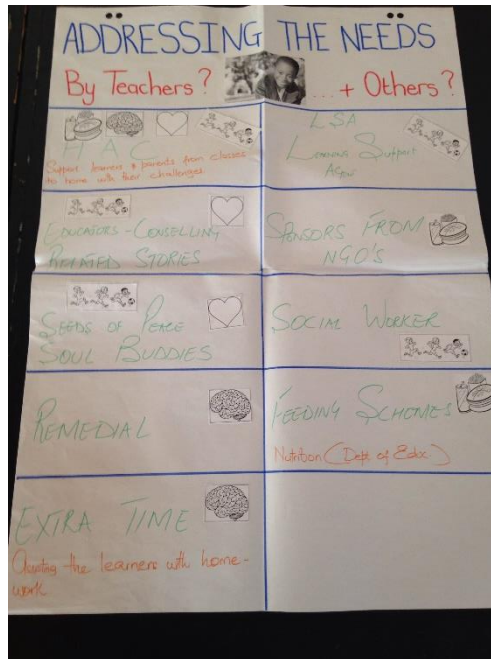 ADDRESSING THE NEEDS
By Teachers? ... + Others?
HAC
Support learners & parents from classes
to home with their challenges
LSA
Learning Support
Agent
EDUCATORS - CONSELLING
RELATED STORIES
SPONSORS FROM
NGO'S
SEEDS OF PEACE
SOUL BUDDIES
SOCIAL WORKER
REMEDIAL
FEEDING SCHEMES
Nutrition (Dept of Educ)
EXTRA TIME
the learners with home-
work